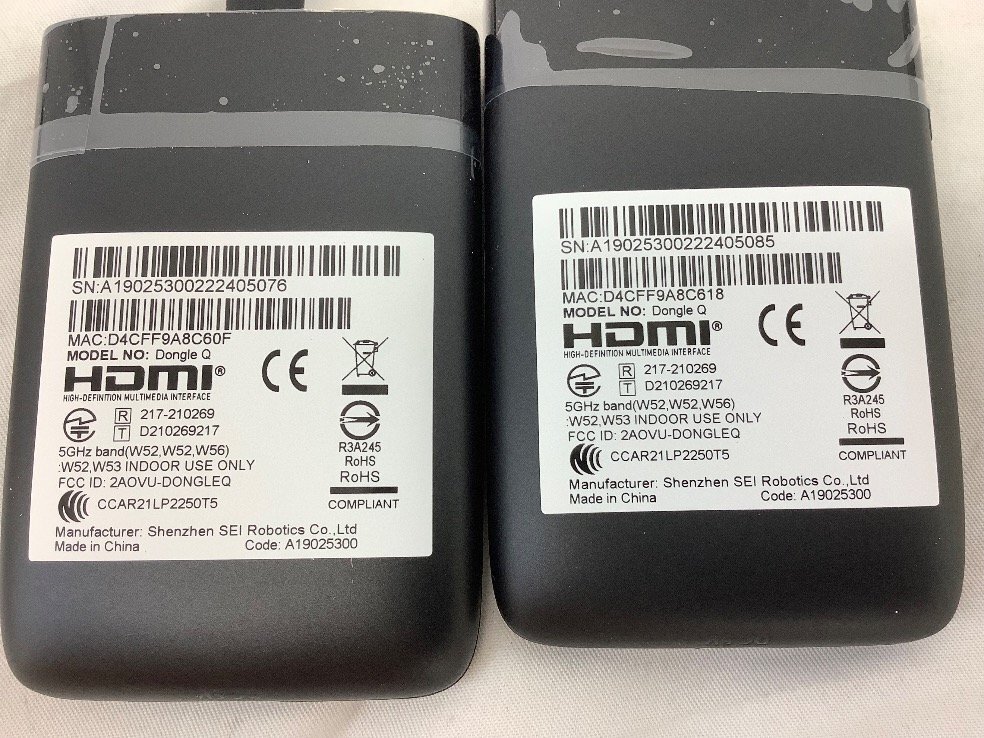 SN:A19025300222405076
MAC:D4CFF9A8C60F
MODEL NO: Dongle Q
HDMI®
HIGH-DEFINITION MULTIMEDIA INTERFACE
CE
R 217-210269
T D210269217
5GHz band(W52,W52,W56)
:W52,W53 INDOOR USE ONLY
FCC ID: 2AOVU-DONGLEQ
CCAR21LP2250T5
R3A245
RoHS
RoHS
COMPLIANT
Manufacturer: Shenzhen SEI Robotics Co.,Ltd
Made in China Code: A19025300
SN:A19025300222405085
MAC:D4CFF9A8C618
MODEL NO: Dongle Q
HDMI®
HIGH-DEFINITION MULTIMEDIA INTERFACE
CE
R 217-210269
T D210269217
5GHz band(W52,W52,W56)
:W52,W53 INDOOR USE ONLY
FCC ID: 2AOVU-DONGLEQ
CCAR21LP2250T5
R3A245
RoHS
RoHS
COMPLIANT
Manufacturer: Shenzhen SEI Robotics Co.,Ltd
Made in China Code: A19025300